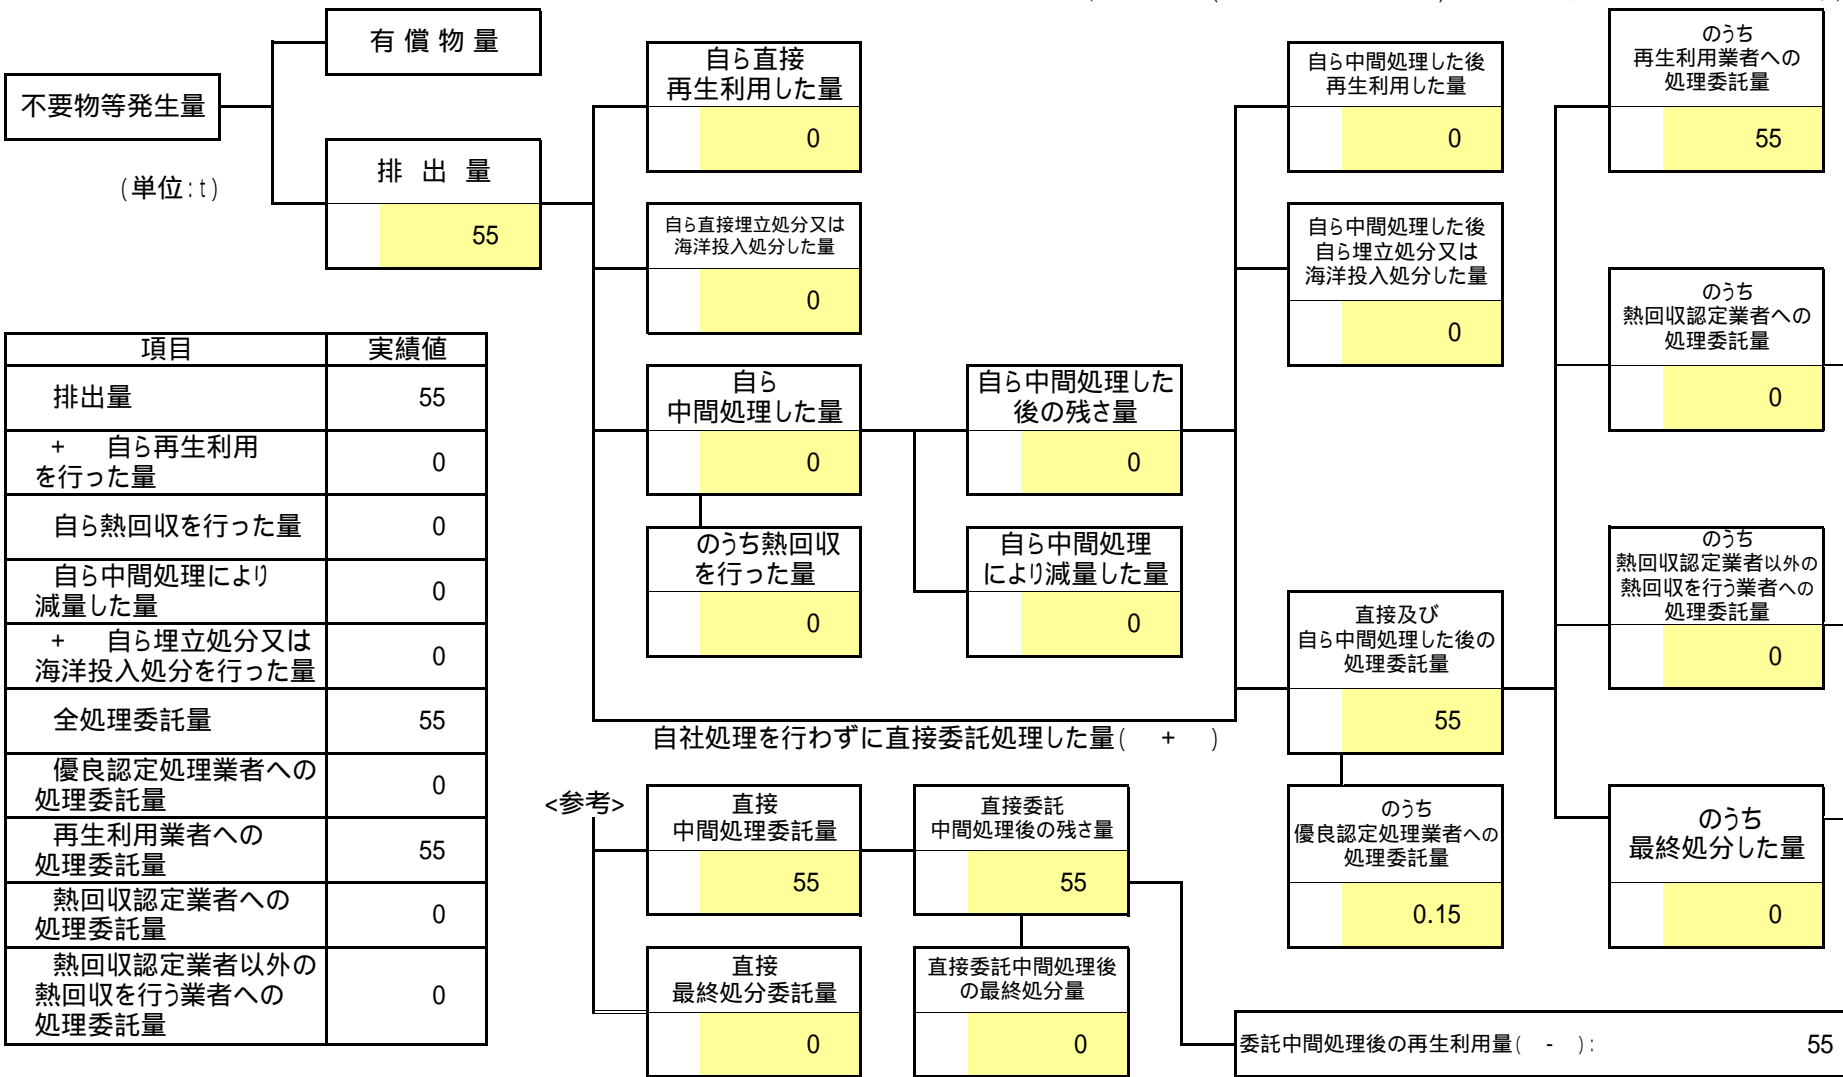 不要物等発生量
(単位:t)
有 償 物 量
排 出 量
55
自ら直接
再生利用した量
0
自ら直接埋立処分又は
海洋投入処分した量
0
自ら
中間処理した量
0
のうち熱回収
を行った量
0
自ら中間処理した
後の残さ量
0
自ら中間処理
により減量した量
0
自ら中間処理した後
再生利用した量
0
自ら中間処理した後
自ら埋立処分又は
海洋投入処分した量
0
直接及び
自ら中間処理した後の
処理委託量
55
のうち
優良認定処理業者への
処理委託量
0.15
のうち
再生利用業者への
処理委託量
55
のうち
熱回収認定業者への
処理委託量
0
のうち
熱回収認定業者以外の
熱回収を行う業者への
処理委託量
0
のうち
最終処分した量
0
自社処理を行わずに直接委託処理した量( + )
<参考>
直接
中間処理委託量
55
直接委託
中間処理後の残さ量
55
直接
最終処分委託量
0
直接委託中間処理後
の最終処分量
0
委託中間処理後の再生利用量( - ): 55
項目 実績値
排出量 55
+ 自ら再生利用
を行った量 0
自ら熱回収を行った量 0
自ら中間処理により
減量した量 0
+ 自ら埋立処分又は
海洋投入処分を行った量 0
全処理委託量 55
優良認定処理業者への
処理委託量 0
再生利用業者への
処理委託量 55
熱回収認定業者への
処理委託量 0
熱回収認定業者以外の
熱回収を行う業者への
処理委託量 0